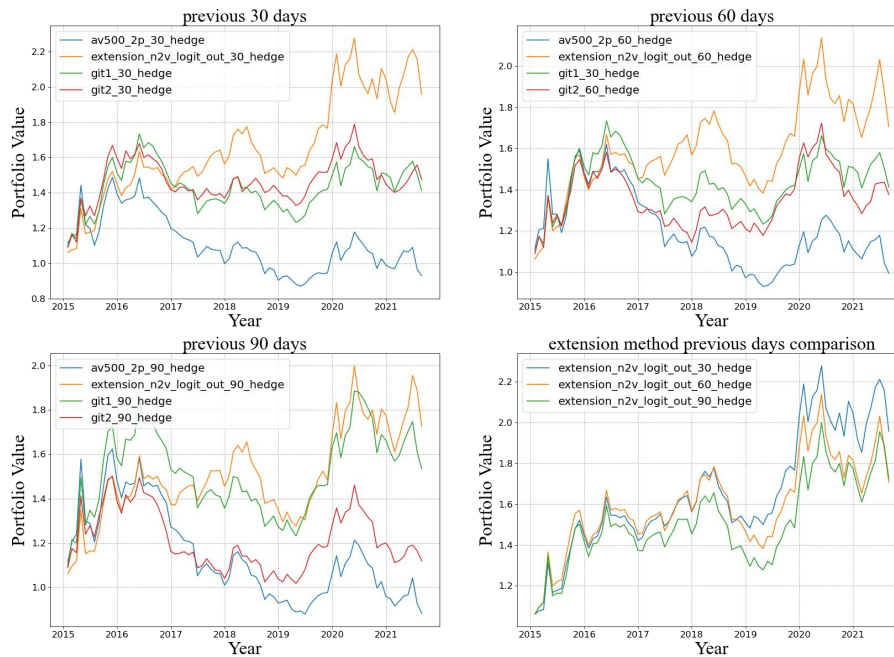 previous 30 days
av500_2p_30_hedge
extension_n2v_logit_out_30_hedge
git1_30_hedge
git2_30_hedge
Portfolio Value
2.2
2.0
1.8
1.6
1.4
1.2
1.0
0.8
2015
2016
2017
2018
2019
2020
2021
Year
previous 60 days
av500_2p_60_hedge
extension_n2v_logit_out_60_hedge
git1_30_hedge
git2_60_hedge
Portfolio Value
2.0
1.8
1.6
1.4
1.2
1.0
2015
2016
2017
2018
2019
2020
2021
Year
previous 90 days
av500_2p_90_hedge
extension_n2v_logit_out_90_hedge
git1_90_hedge
git2_90_hedge
Portfolio Value
2.0
1.8
1.6
1.4
1.2
1.0
2015
2016
2017
2018
2019
2020
2021
Year
extension method previous days comparison
extension_n2v_logit_out_30_hedge
extension_n2v_logit_out_60_hedge
extension_n2v_logit_out_90_hedge
Portfolio Value
2.2
2.0
1.8
1.6
1.4
1.2
2015
2016
2017
2018
2019
2020
2021
Year